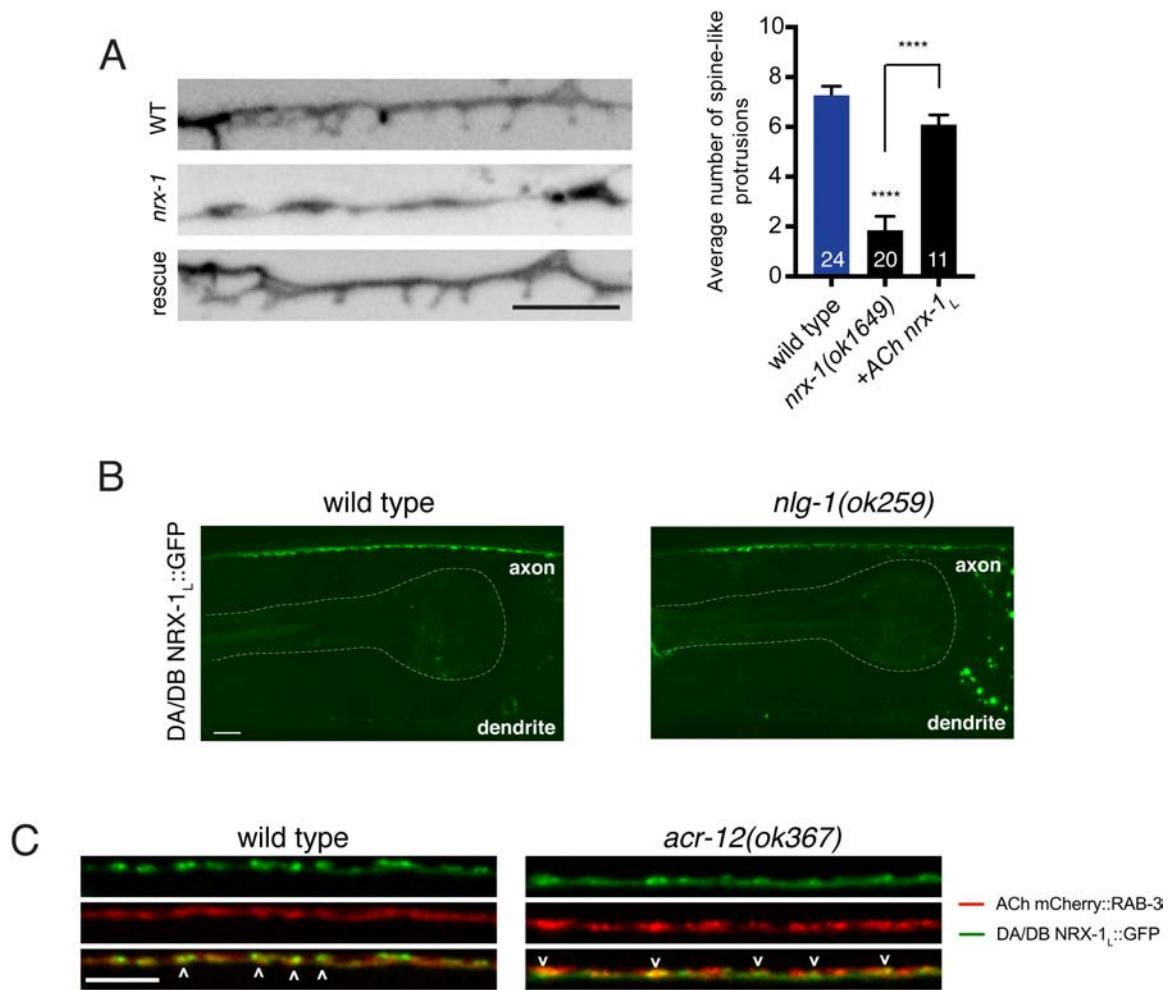 A
WT
nrx-1
rescue
Average number of spine-like
protrusions
10
8
6
4
2
0
****
****
24
20
11
wild type
nrx-1(ok1649)
+ACh nrx-1L
B
wild type
nlg-1(ok259)
DA/DB NRX-1L::GFP
axon
dendrite
axon
dendrite
C
wild type
acr-12(ok367)
ACh mCherry::RAB-3
DA/DB NRX-1L::GFP